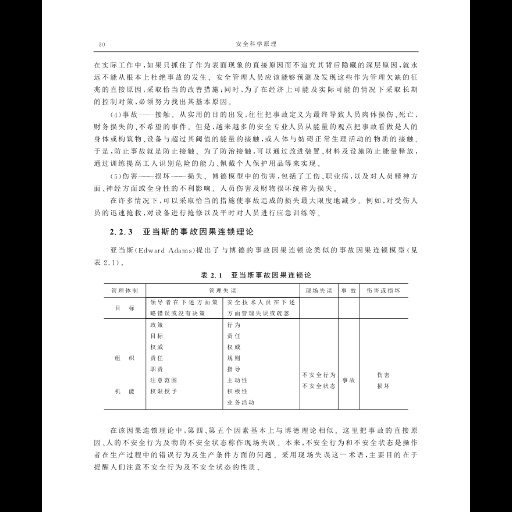 30
安全科学原理
在实际工作中,如果只抓住了作为表面现象的直接原因而不追究其背后隐藏的深层原因,就永
远不能从根本上杜绝事故的发生。安全管理人员应该能够预测及发现这些作为管理欠缺的征
兆的直接原因,采取恰当的改善措施;同时,为了在经济上可能及实际可能的情况下采取长期
的控制对策,必须努力找出其基本原因。
(4)事故——接触。从实用的目的出发,往往把事故定义为最终导致人员肉体损伤、死亡,
财务损失的、不希望的事件。但是,越来越多的安全专业人员从能量的观点把事故看做是人的
身体或构筑物、设备与超过其阈值的能量的接触,或人体与妨碍正常生理活动的物质的接触。
于是,防止事故就是防止接触。为了防治接触,可以通过改进装置、材料及设施防止能量释放,
通过训练提高工人识别危险的能力,佩戴个人保护用品等来实现。
(5)伤害——损坏——损失。博德模型中的伤害,包括了工伤、职业病,以及对人员精神方
面、神经方面或全身性的不利影响。人员伤害及财物损坏统称为损失。
在许多情况下,可以采取恰当的措施使事故造成的损失最大限度地减少。例如,对受伤人
员的迅速抢救,对设备进行抢修以及平时对人员进行应急训练等。
2.2.3 亚当斯的事故因果连锁理论
亚当斯(Edward Adams)提出了与博德的事故因果连锁论类似的事故因果连锁模型(见
表 2.1)。
表 2.1 亚当斯事故因果连锁论
管理体制 管理失误 现场失误 事故 伤害或损坏
目标 领导者在下述方面策略错误或没有决策 安全技术人员在下述方面管理失误或疏忽
政策 行为
目标 责任
权威 权威
组织 责任 规则
职责 指导
不安全行为 不安全状态 事故 伤害 损坏
注意范围 主动性
机能 权限授予 积极性
业务活动
在该因果连锁理论中,第四、第五个因素基本上与博德理论相似。这里把事故的直接原
因、人的不安全行为及物的不安全状态称作现场失误。本来,不安全行为和不安全状态是操作
者在生产过程中的错误行为及生产条件方面的问题。采用现场失误这一术语,主要目的在于
提醒人们注意不安全行为及不安全状态的性质。